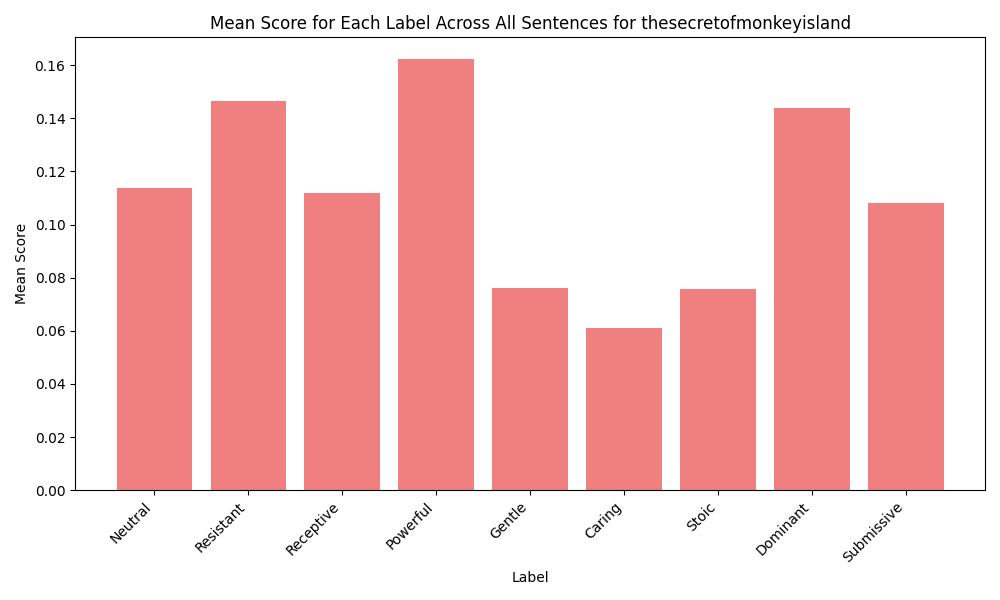 Mean Score for Each Label Across All Sentences for thesecretofmonkeyisland
Mean Score
0.16
0.14
0.12
0.10
0.08
0.06
0.04
0.02
0.00
Neutral
Resistant
Receptive
Powerful
Gentle
Caring
Stoic
Dominant
Submissive
Label